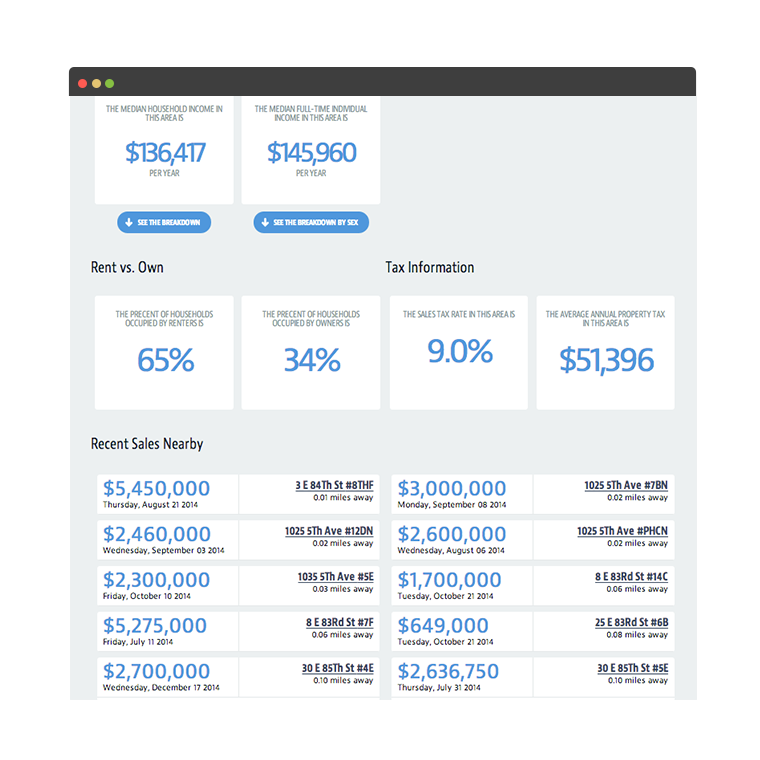 THE MEDIAN HOUSEHOLD INCOME IN
THIS AREA IS
$136,417
PER YEAR
THE MEDIAN FULL-TIME INDIVIDUAL
INCOME IN THIS AREA IS
$145,960
PER YEAR
SEE THE BREAKDOWN
SEE THE BREAKDOWN BY SEX
Rent vs. Own
Tax Information
THE PRECENT OF HOUSEHOLDS
OCCUPIED BY RENTERS IS
65%
THE PRECENT OF HOUSEHOLDS
OCCUPIED BY OWNERS IS
34%
THE SALES TAX RATE IN THIS AREA IS
9.0%
THE AVERAGE ANNUAL PROPERTY TAX
IN THIS AREA IS
$51,396
Recent Sales Nearby
$5,450,000
Thursday, August 21 2014
3 E 84Th St #8THF
0.01 miles away
$3,000,000
Monday, September 08 2014
1025 5Th Ave #7BN
0.02 miles away
$2,460,000
Wednesday, September 03 2014
1025 5Th Ave #12DN
0.02 miles away
$2,600,000
Wednesday, August 06 2014
1025 5Th Ave #PHCN
0.02 miles away
$2,300,000
Friday, October 10 2014
1035 5Th Ave #5E
0.03 miles away
$1,700,000
Tuesday, October 21 2014
8 E 83Rd St #14C
0.06 miles away
$5,275,000
Friday, July 11 2014
8 E 83Rd St #7F
0.06 miles away
$649,000
Tuesday, October 21 2014
25 E 83Rd St #6B
0.08 miles away
$2,700,000
Wednesday, December 17 2014
30 E 85Th St #4E
0.10 miles away
$2,636,750
Thursday, July 31 2014
30 E 85Th St #5E
0.10 miles away